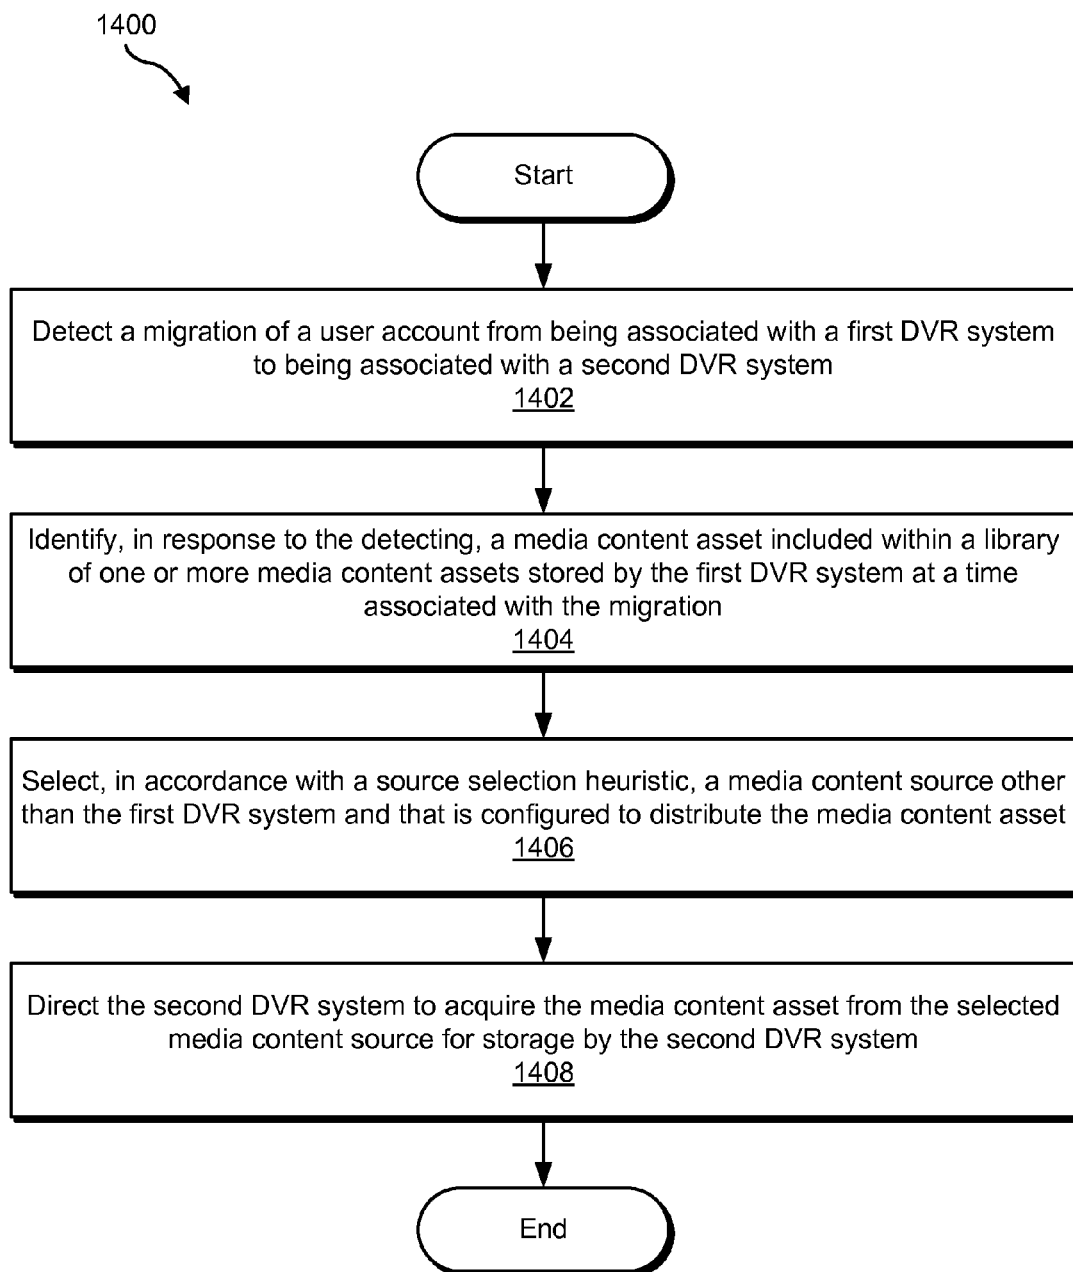 1400
Start
Detect a migration of a user account from being associated with a first DVR system
to being associated with a second DVR system
1402
Identify, in response to the detecting, a media content asset included within a library
of one or more media content assets stored by the first DVR system at a time
associated with the migration
1404
Select, in accordance with a source selection heuristic, a media content source other
than the first DVR system and that is configured to distribute the media content asset
1406
Direct the second DVR system to acquire the media content asset from the selected
media content source for storage by the second DVR system
1408
End